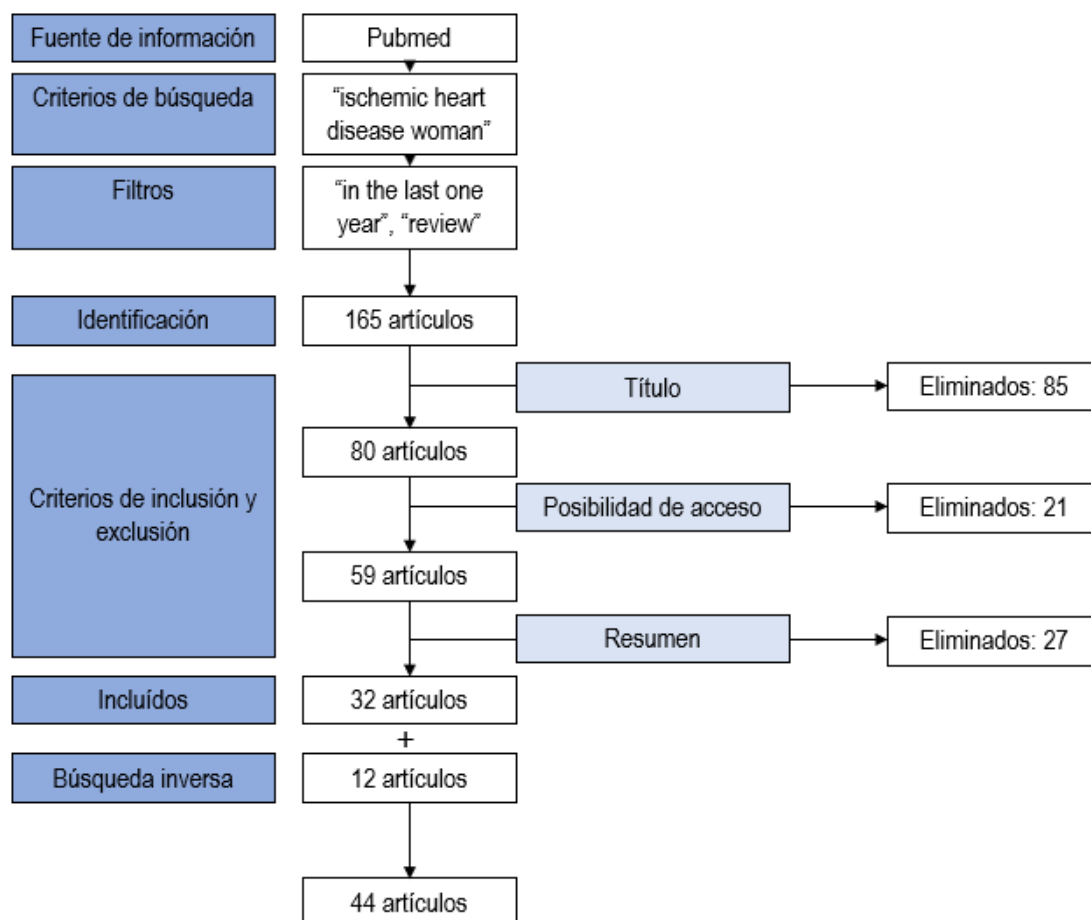 Fuente de información
Pubmed
Criterios de búsqueda
“ischemic heart
disease woman”
Filtros
“in the last one
year”, “review”
Identificación
165 artículos
Título
Eliminados: 85
80 artículos
Criterios de inclusión y
exclusión
Posibilidad de acceso
Eliminados: 21
59 artículos
Resumen
Eliminados: 27
Incluídos
32 artículos
+
Búsqueda inversa
12 artículos
44 artículos